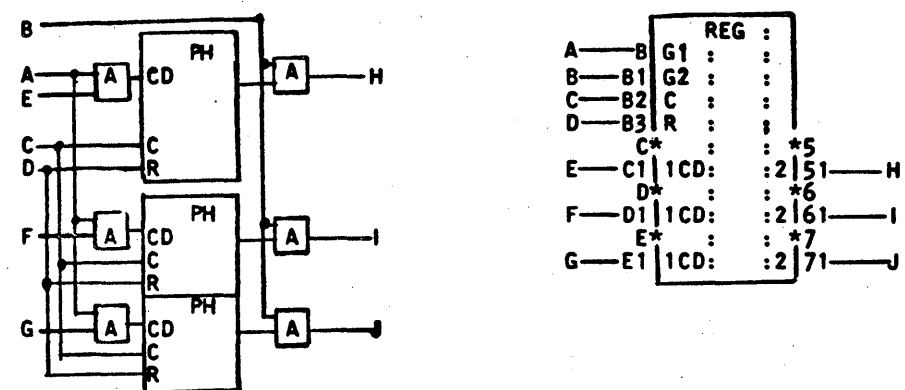 B
PH
A A CD A H
E
C C
D R
PH
F A CD A I
C
R
PH
G A CD A J
C
R
REG :
A B G1 : :
B B1 G2 : :
C B2 C : :
D B3 R : :
C* : : *5
E C1 1CD: :2 51 H
D* : : *6
F D1 1CD: :2 61 I
E* : : *7
G E1 1CD: :2 71 J